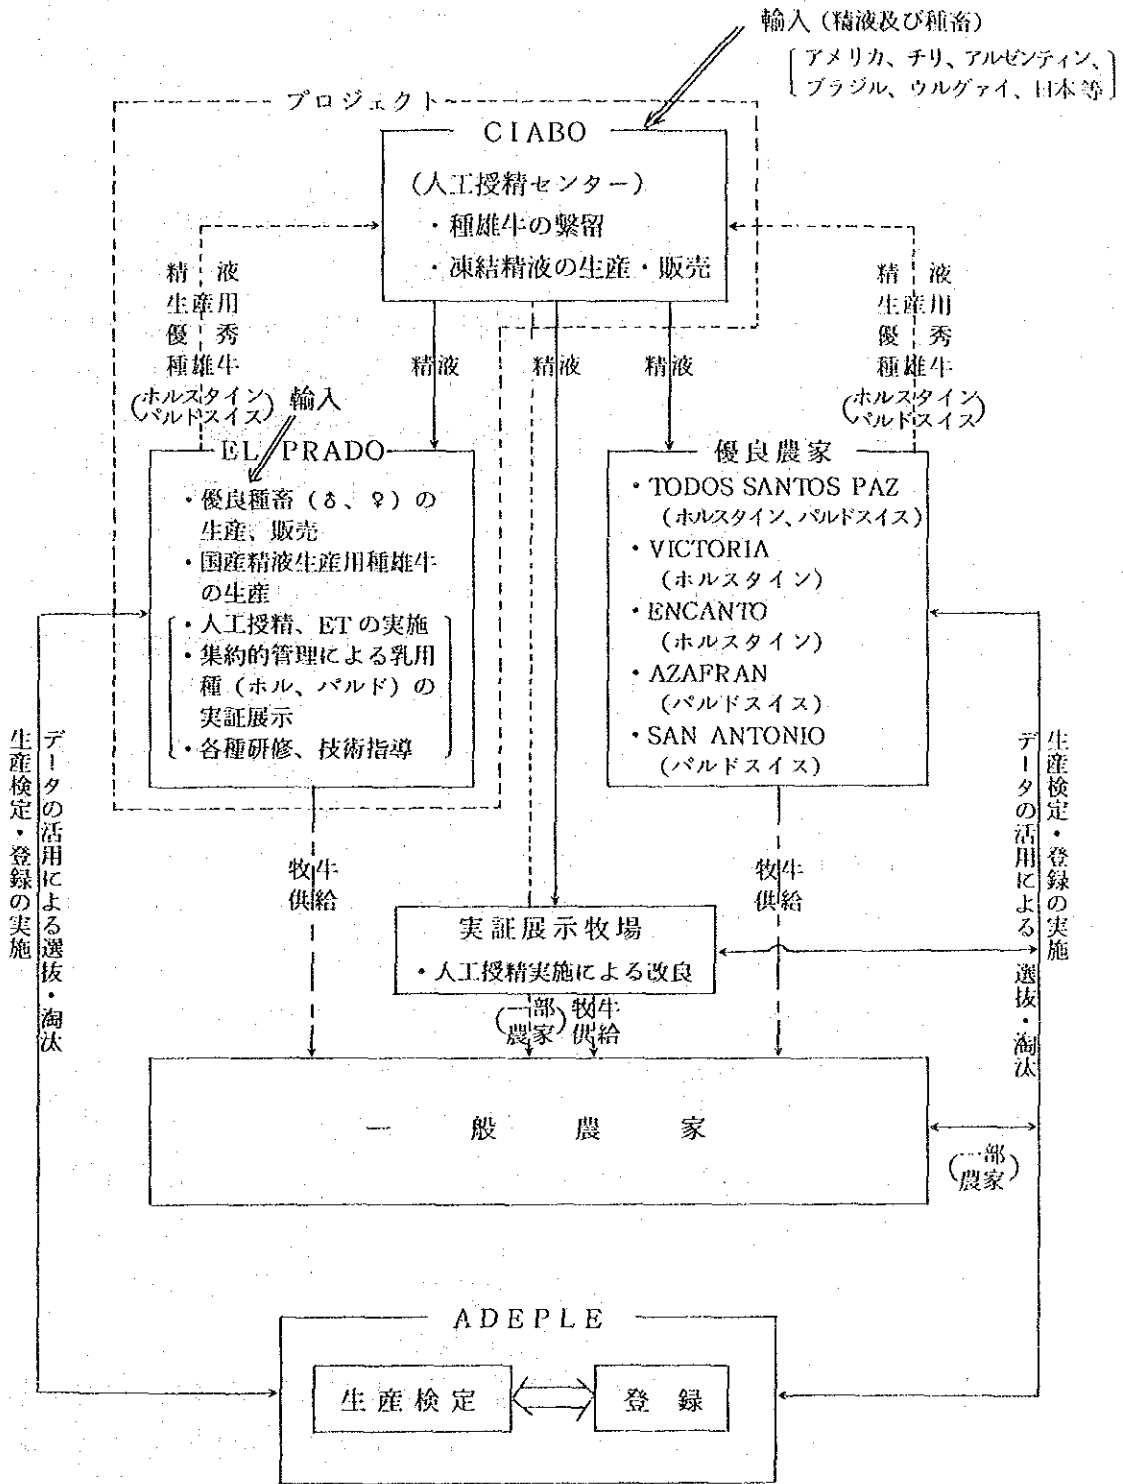 輸入（精液及び種畜）
アメリカ、チリ、アルゼンティン、
ブラジル、ウルグァイ、日本等
プロジェクト
CIABO
（人工授精センター）
・種雄牛の繋留
・凍結精液の生産・販売
精液
生産用
優秀
種雄牛
（ホルスタイン
パルドスイス）
輸入
精液
精液
精液
精液
生産用
優秀
種雄牛
（ホルスタイン
パルドスイス）
EL PRADO
・優良種畜（♂、♀）の
生産、販売
・国産精液生産用種雄牛
の生産
・人工授精、ETの実施
・集約的管理による乳用
種（ホル、パルド）の
実証展示
・各種研修、技術指導
優良農家
・TODOS SANTOS PAZ
（ホルスタイン、パルドスイス）
・VICTORIA
（ホルスタイン）
・ENCANTO
（ホルスタイン）
・AZAFRAN
（パルドスイス）
・SAN ANTONIO
（パルドスイス）
データの活用による選抜・淘汰
生産検定・登録の実施
生産検定・登録の実施
データの活用による 選抜・淘汰
牧牛
供給
牧牛
供給
実証展示牧場
・人工授精実施による改良
（一部
農家）
牧牛
供給
一般農家
（一部
農家）
ADEPLE
生産検定
登録